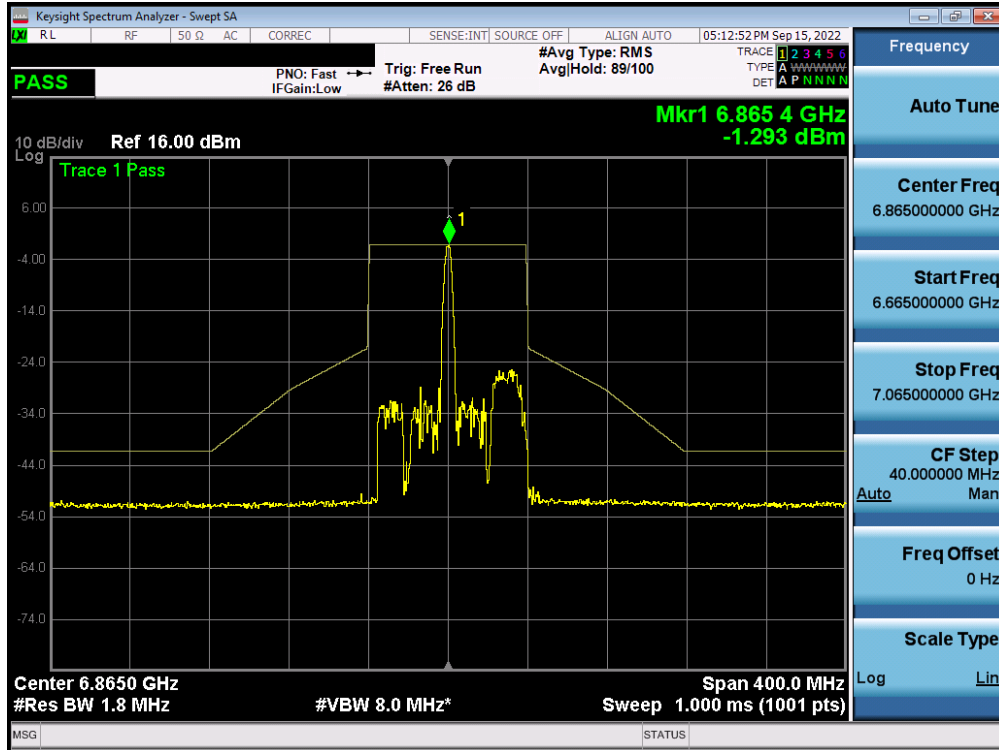 Keysight Spectrum Analyzer - Swept SA
LXI RL RF 50 Ω AC CORREC SENSE:INT SOURCE OFF ALIGN AUTO 05:12:52 PM Sep 15, 2022
PASS
PNO: Fast
IFGain:Low
Trig: Free Run
#Atten: 26 dB
#Avg Type: RMS
Avg|Hold: 89/100
TRACE 1 2 3 4 5 6
TYPE A W W W W W
DET A P N N N N
Mkr1 6.865 4 GHz
-1.293 dBm
10 dB/div Ref 16.00 dBm
Log
Trace 1 Pass
1
6.00
-4.00
-14.0
-24.0
-34.0
-44.0
-54.0
-64.0
-74.0
Center 6.8650 GHz Span 400.0 MHz
#Res BW 1.8 MHz #VBW 8.0 MHz* Sweep 1.000 ms (1001 pts)
MSG STATUS
Frequency
Auto Tune
Center Freq
6.865000000 GHz
Start Freq
6.665000000 GHz
Stop Freq
7.065000000 GHz
CF Step
40.000000 MHz
Auto Man
Freq Offset
0 Hz
Scale Type
Log Lin